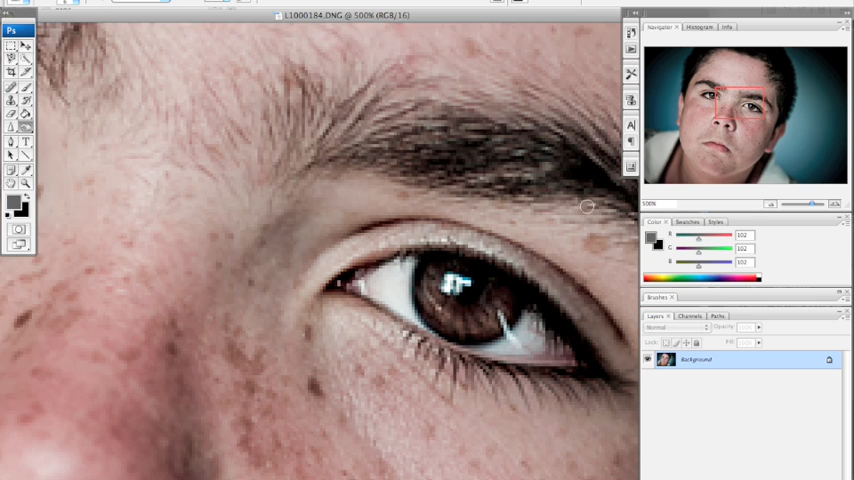 L1000184.DNG @ 500% (RGB/16)
Ps
T
A
Navigator × Histogram Info
500%
Color × Swatches Styles
R 102
G 102
B 102
Brushes ×
Layers × Channels Paths
Normal Opacity:
Lock: Fill:
Background